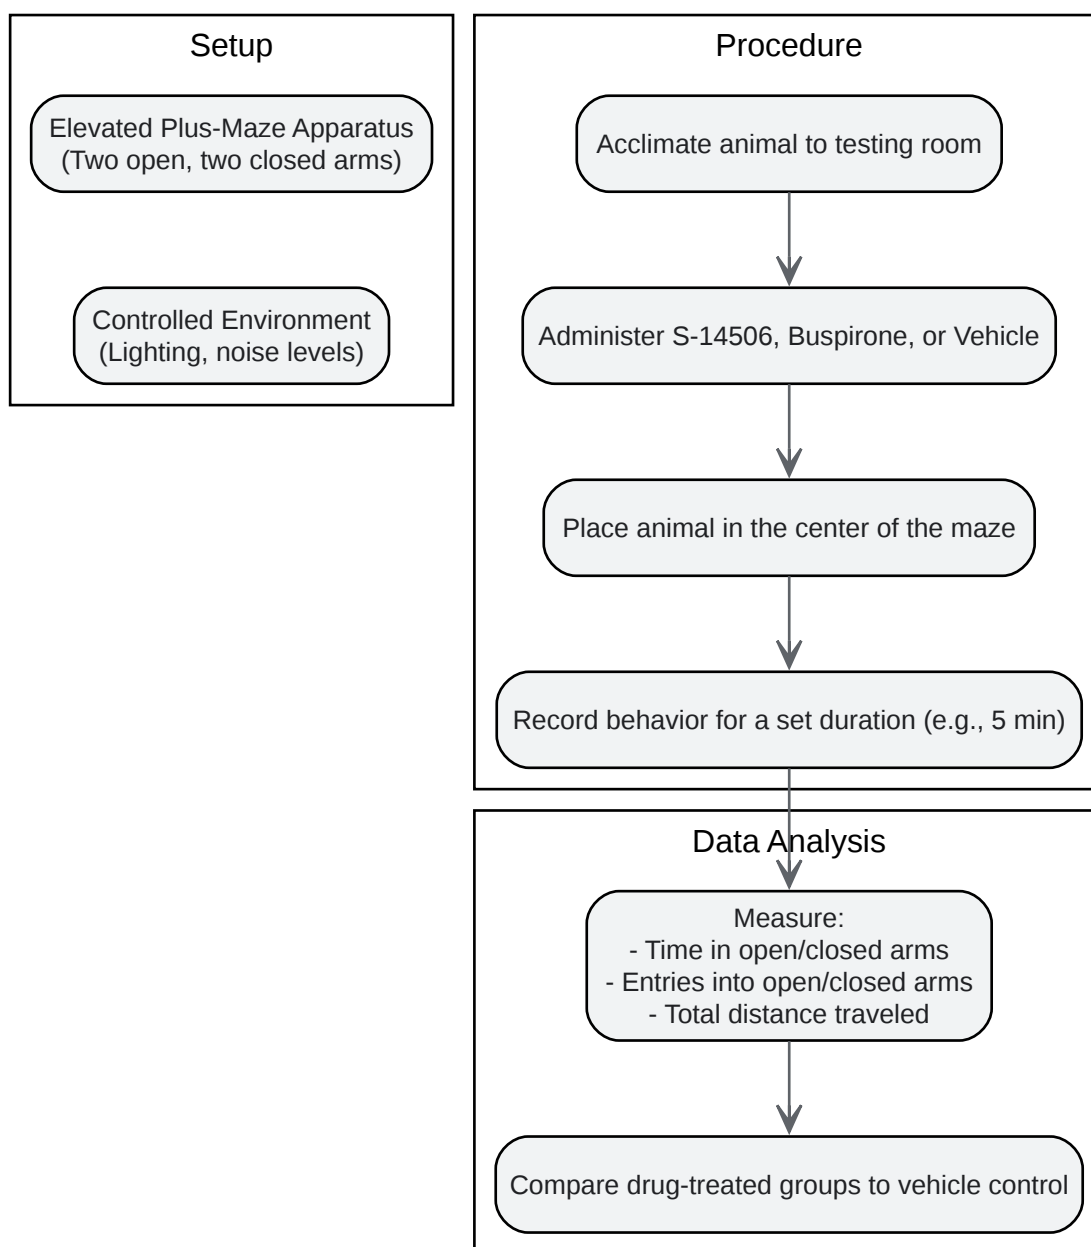 Setup
Elevated Plus-Maze Apparatus
(Two open, two closed arms)
Controlled Environment
(Lighting, noise levels)
Procedure
Acclimate animal to testing room
Administer S-14506, Buspirone, or Vehicle
Place animal in the center of the maze
Record behavior for a set duration (e.g., 5 min)
Data Analysis
Measure:
- Time in open/closed arms
- Entries into open/closed arms
- Total distance traveled
Compare drug-treated groups to vehicle control